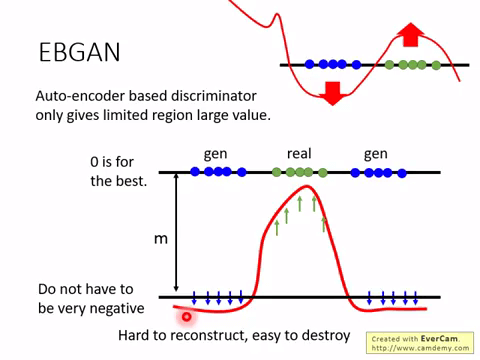 EBGAN
Auto-encoder based discriminator
only gives limited region large value.
0 is for
the best.
gen
real
gen
m
Do not have to
be very negative
Hard to reconstruct, easy to destroy
Created with EverCam.
http://www.camdemy.com